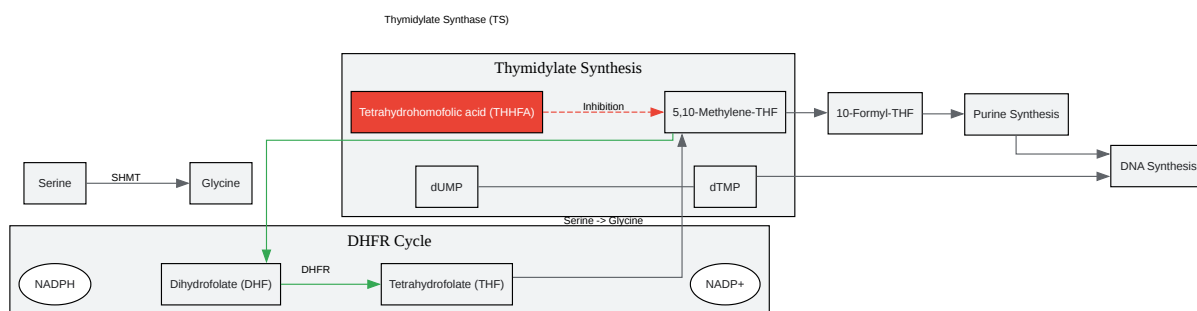 Thymidylate Synthase (TS)
Thymidylate Synthesis
Tetrahydrohomofolic acid (THHFA)
Inhibition
5,10-Methylene-THF
10-Formyl-THF
Purine Synthesis
DNA Synthesis
Serine
SHMT
Glycine
dUMP
dTMP
Serine -> Glycine
DHFR Cycle
NADPH
Dihydrofolate (DHF)
DHFR
Tetrahydrofolate (THF)
NADP+